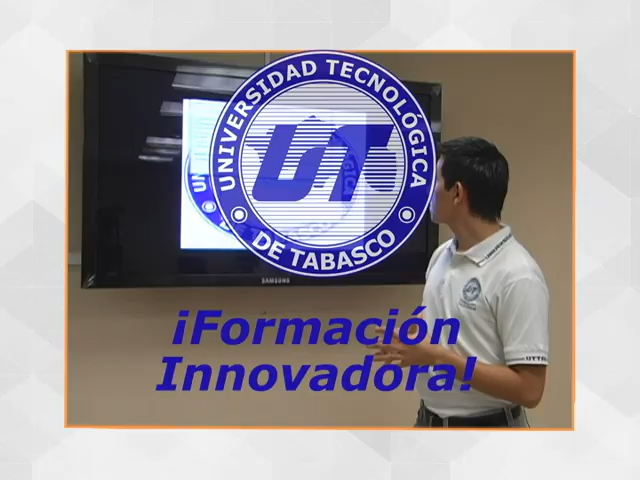 UNIVERSIDAD TECNOLÓGICA
UT
DE TABASCO
SAMSUNG
¡Formación
Innovadora!